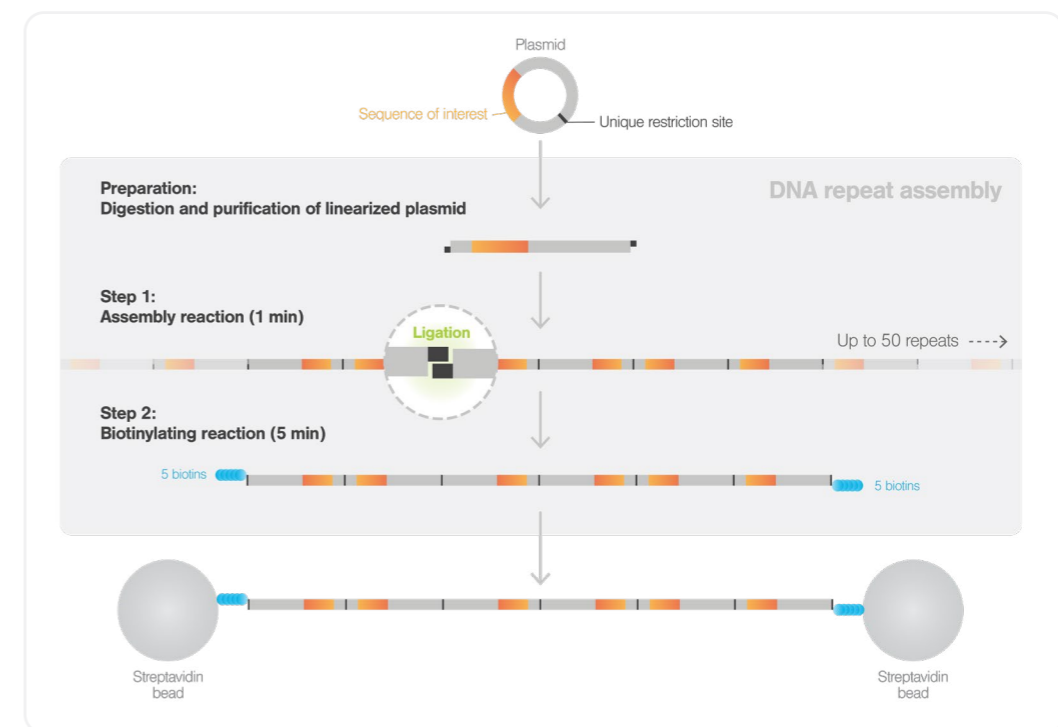 Plasmid
Sequence of interest
Unique restriction site
Preparation:
Digestion and purification of linearized plasmid
DNA repeat assembly
Step 1:
Assembly reaction (1 min)
Ligation
Up to 50 repeats
Step 2:
Biotinylating reaction (5 min)
5 biotins
5 biotins
Streptavidin
bead
Streptavidin
bead